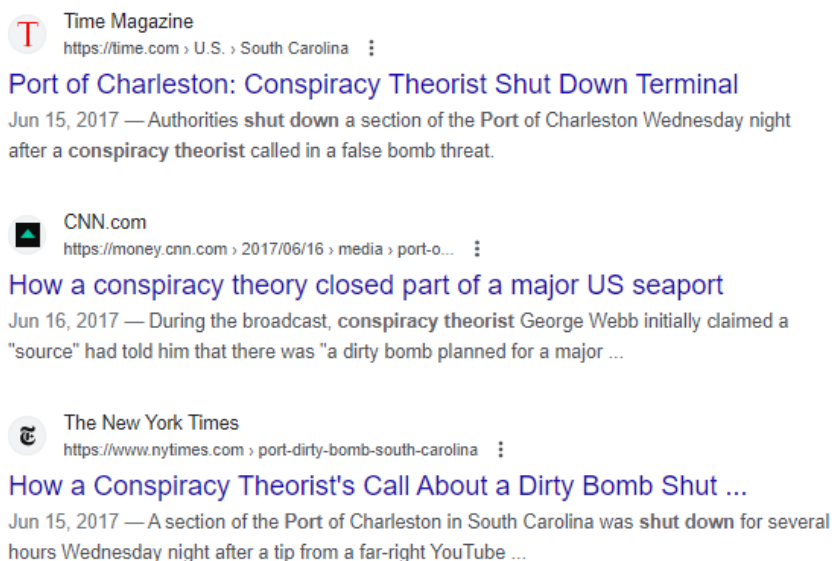 Time Magazine
https://time.com › U.S. › South Carolina
Port of Charleston: Conspiracy Theorist Shut Down Terminal
Jun 15, 2017 — Authorities shut down a section of the Port of Charleston Wednesday night
after a conspiracy theorist called in a false bomb threat.
CNN.com
https://money.cnn.com › 2017/06/16 › media › port-o...
How a conspiracy theory closed part of a major US seaport
Jun 16, 2017 — During the broadcast, conspiracy theorist George Webb initially claimed a
"source" had told him that there was "a dirty bomb planned for a major ...
The New York Times
https://www.nytimes.com › port-dirty-bomb-south-carolina
How a Conspiracy Theorist's Call About a Dirty Bomb Shut ...
Jun 15, 2017 — A section of the Port of Charleston in South Carolina was shut down for several
hours Wednesday night after a tip from a far-right YouTube ...